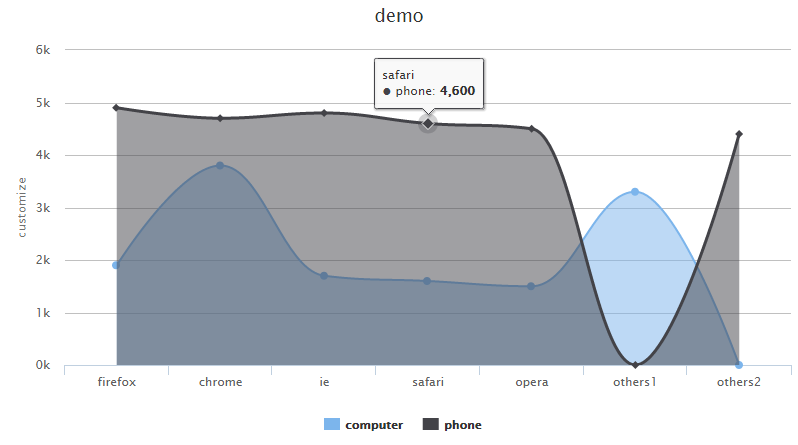 demo
6k
5k
4k
3k
2k
1k
0k
customize
safari
● phone: 4,600
firefox chrome ie safari opera others1 others2
computer phone